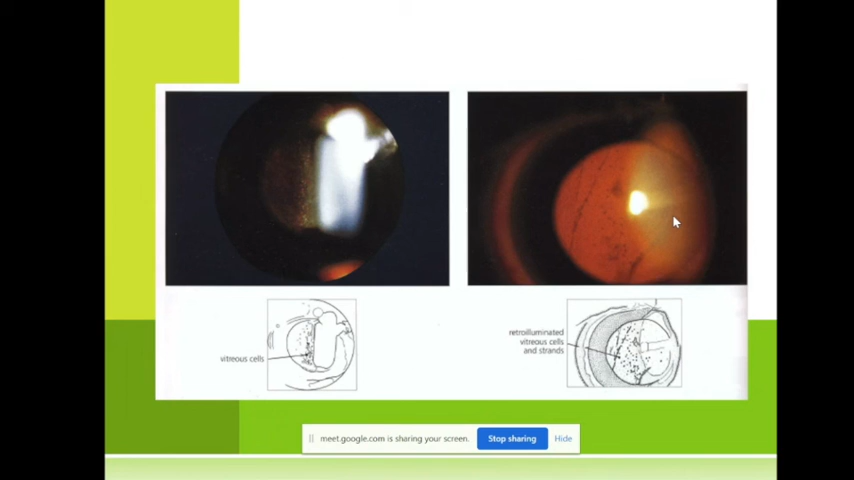 vitreous cells
retroilluminated
vitreous cells
and strands
meet.google.com is sharing your screen.
Stop sharing
Hide